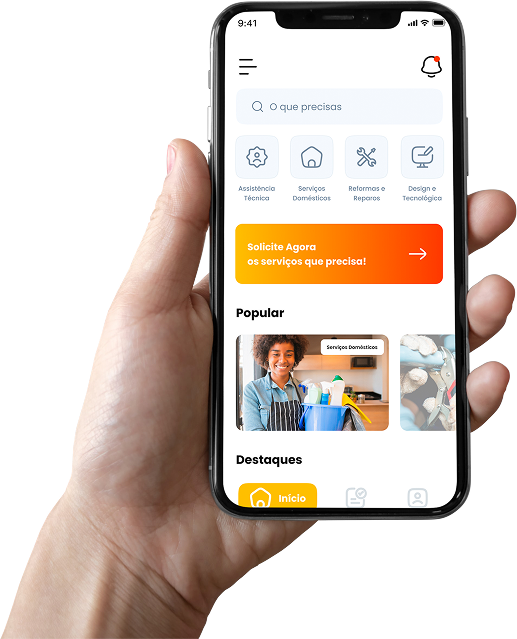 9:41
O que precisas
Assistência
Técnica
Serviços
Domésticos
Reformas e
Reparos
Design e
Tecnológica
Solicite Agora
os serviços que precisa!
Popular
Serviços Domésticos
Destaques
Início